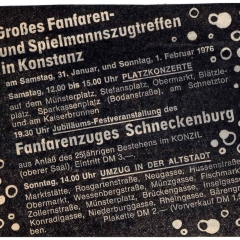 Großes Fanfaren-
und Spielmannszugtreffen
in Konstanz
am Samstag, 31. Januar, und Sonntag, 1. Februar 1976
Samstag, 12.00 bis 15.00 Uhr PLATZKONZERTE
auf dem Münsterplatz, Stefansplatz, Obermarkt, Blätzle-
platz, Sparkassenplatz (Bodanstraße), am Schnetztor
und am Kaiserbrunnen
19.30 Uhr Jubiläums-Festveranstaltung des
Fanfarenzuges Schneckenburg
aus Anlaß des 25jährigen Bestehens im KONZIL
(oberer Saal), Eintritt DM 3,—.
Sonntag, 14.00 Uhr UMZUG IN DER ALTSTADT
Marktstätte, Rosgartenstraße, Neugasse, Hussenstraße,
Obermarkt, Wessenbergstraße, Münzgasse, Fischmarkt,
Zollernstraße, Münsterplatz, Brückengasse, Inselgasse,
Konradigasse, Niederburggasse, Rheingasse, Bärengraben.
Plakette DM 2,— (Vorverkauf DM 1,